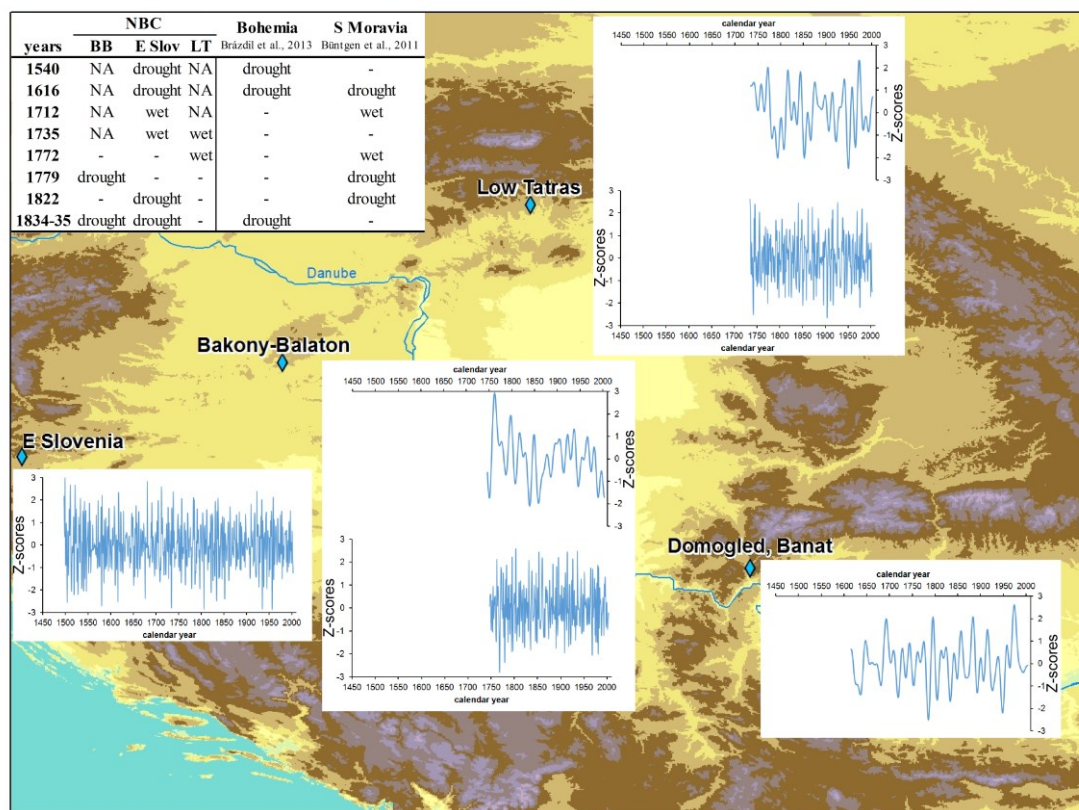 NBC Bohemia S Moravia
years BB E Slov LT Brázdil et al., 2013 Büntgen et al., 2011
1540 NA drought NA drought -
1616 NA drought NA drought drought
1712 NA wet NA - wet
1735 NA wet wet - -
1772 - - wet - wet
1779 drought - - - drought
1822 - drought - - drought
1834-35 drought drought - drought -
calendar year
1450 1500 1550 1600 1650 1700 1750 1800 1850 1900 1950 2000
3
2
1
0
-1
-2
-3
Z-scores
Low Tatras
3
2
1
0
-1
-2
-3
Z-scores
1450 1500 1550 1600 1650 1700 1750 1800 1850 1900 1950 2000
calendar year
Danube
Bakony-Balaton
calendar year
1450 1500 1550 1600 1650 1700 1750 1800 1850 1900 1950 2000
3
2
1
0
-1
-2
-3
Z-scores
3
2
1
0
-1
-2
-3
Z-scores
1450 1500 1550 1600 1650 1700 1750 1800 1850 1900 1950 2000
calendar year
E Slovenia
3
2
1
0
-1
-2
-3
Z-scores
1450 1500 1550 1600 1650 1700 1750 1800 1850 1900 1950 2000
calendar year
Domogled, Banat
calendar year
1450 1500 1550 1600 1650 1700 1750 1800 1850 1900 1950 2000
3
2
1
0
-1
-2
-3
Z-scores